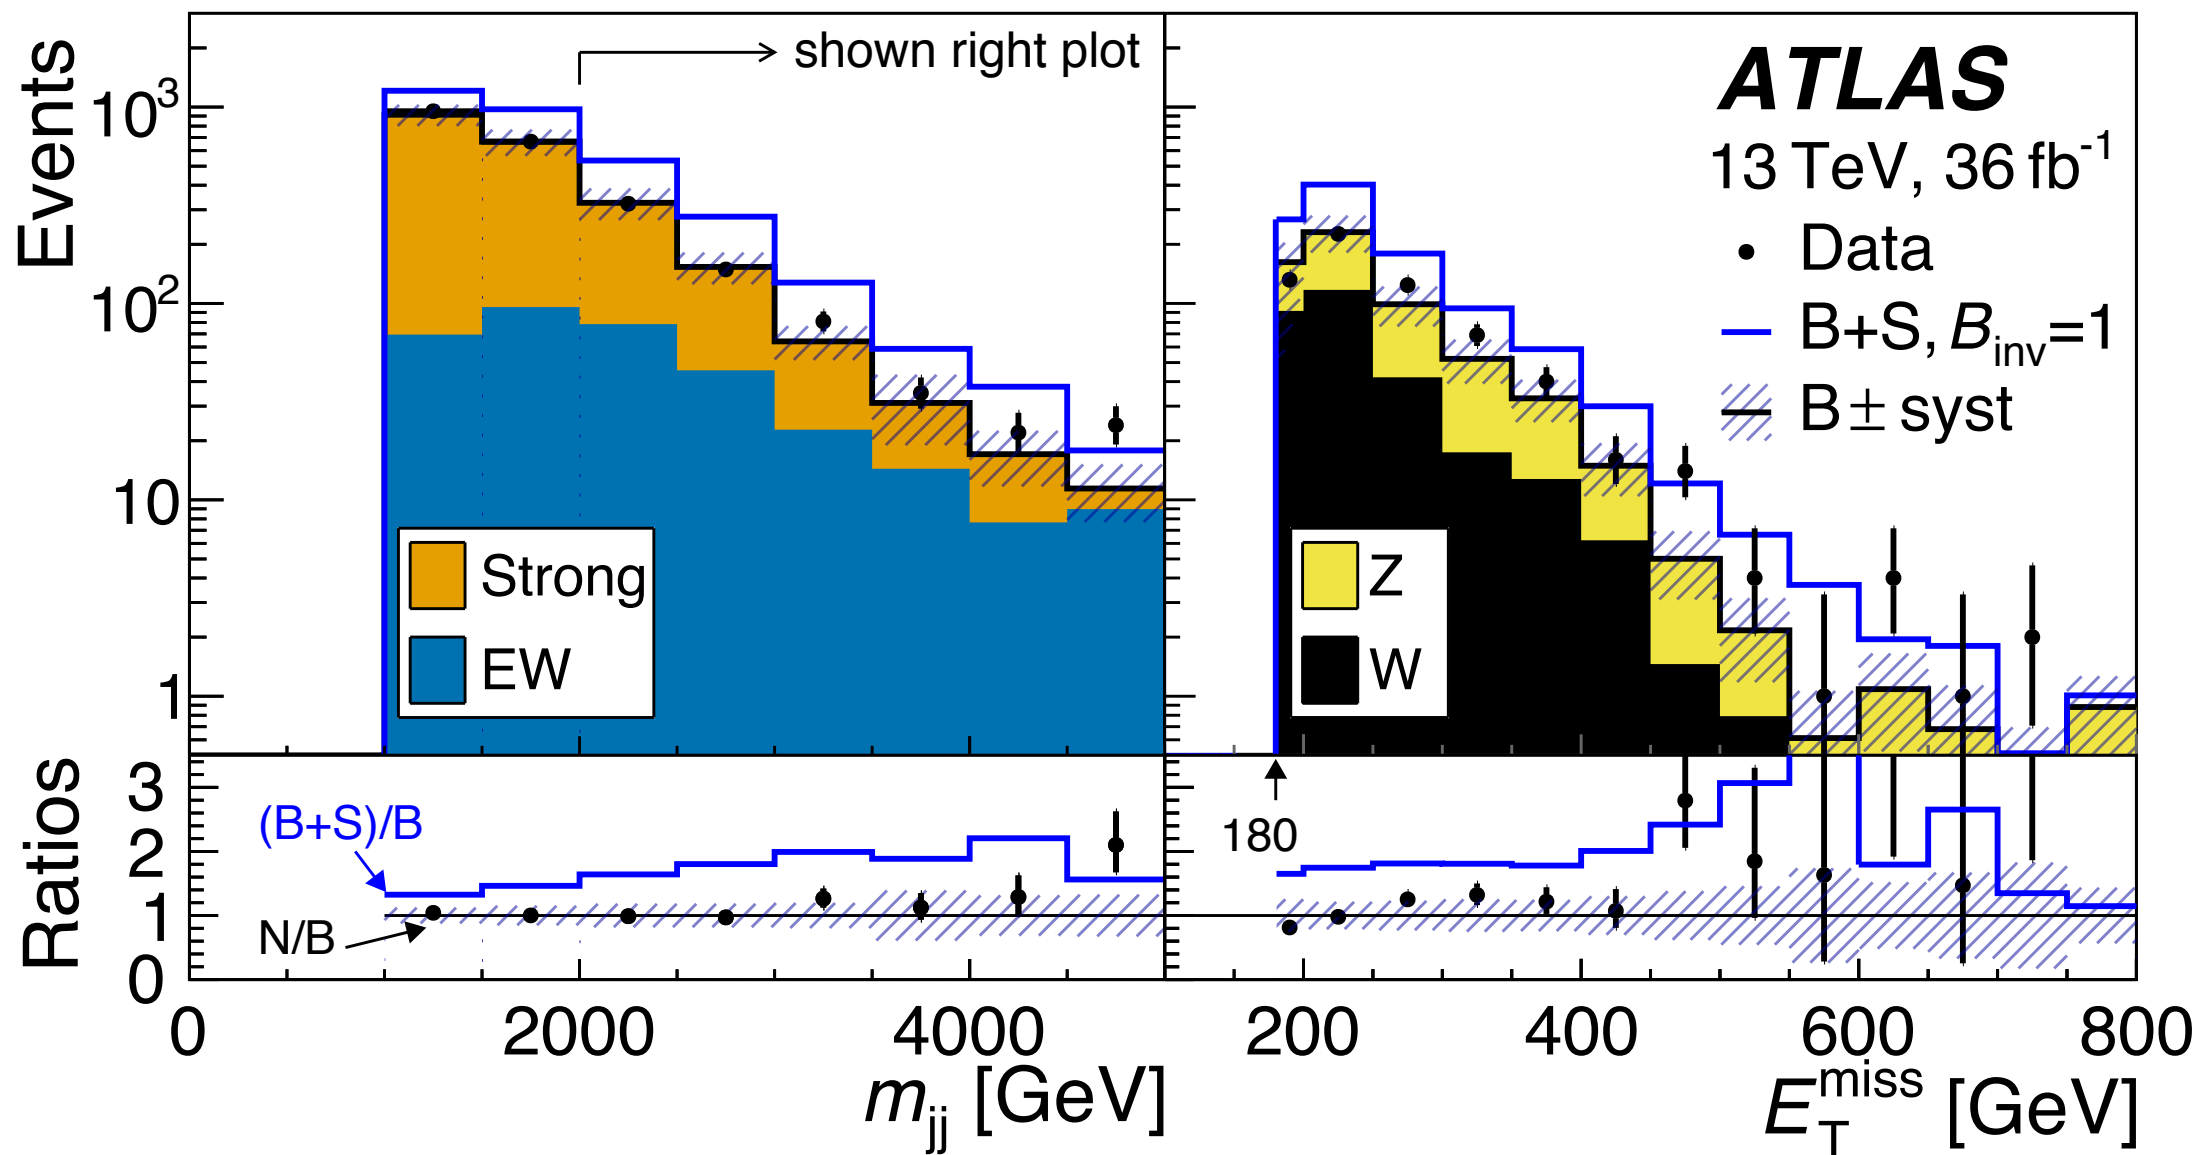 Events
10³
10²
10
1
shown right plot
Strong
EW
ATLAS
13 TeV, 36 fb⁻¹
Data
B+S, Binv=1
B ± syst
Z
W
Ratios
3
2
1
0
(B+S)/B
N/B
180
0 2000 4000
200 400 600 800
mjj [GeV]
ETmiss [GeV]